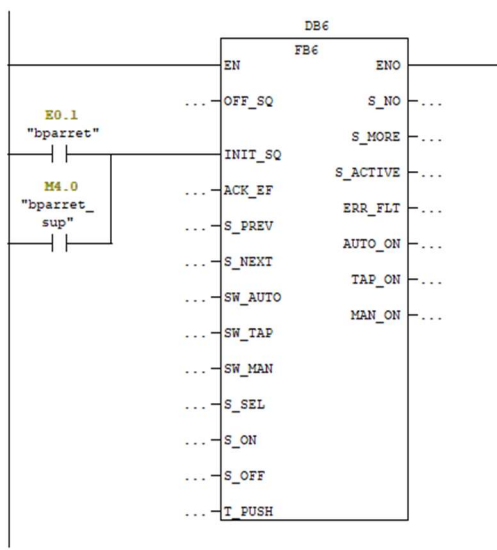 DB6
FB6
EN ENO
... OFF_SQ S_NO ...
E0.1
"bparret"
S_MORE ...
INIT_SQ
S_ACTIVE ...
M4.0
"bparret_
sup"
... ACK_EF
ERR_FLT ...
... S_PREV
AUTO_ON ...
... S_NEXT
TAP_ON ...
... SW_AUTO
MAN_ON ...
... SW_TAP
... SW_MAN
... S_SEL
... S_ON
... S_OFF
... T_PUSH